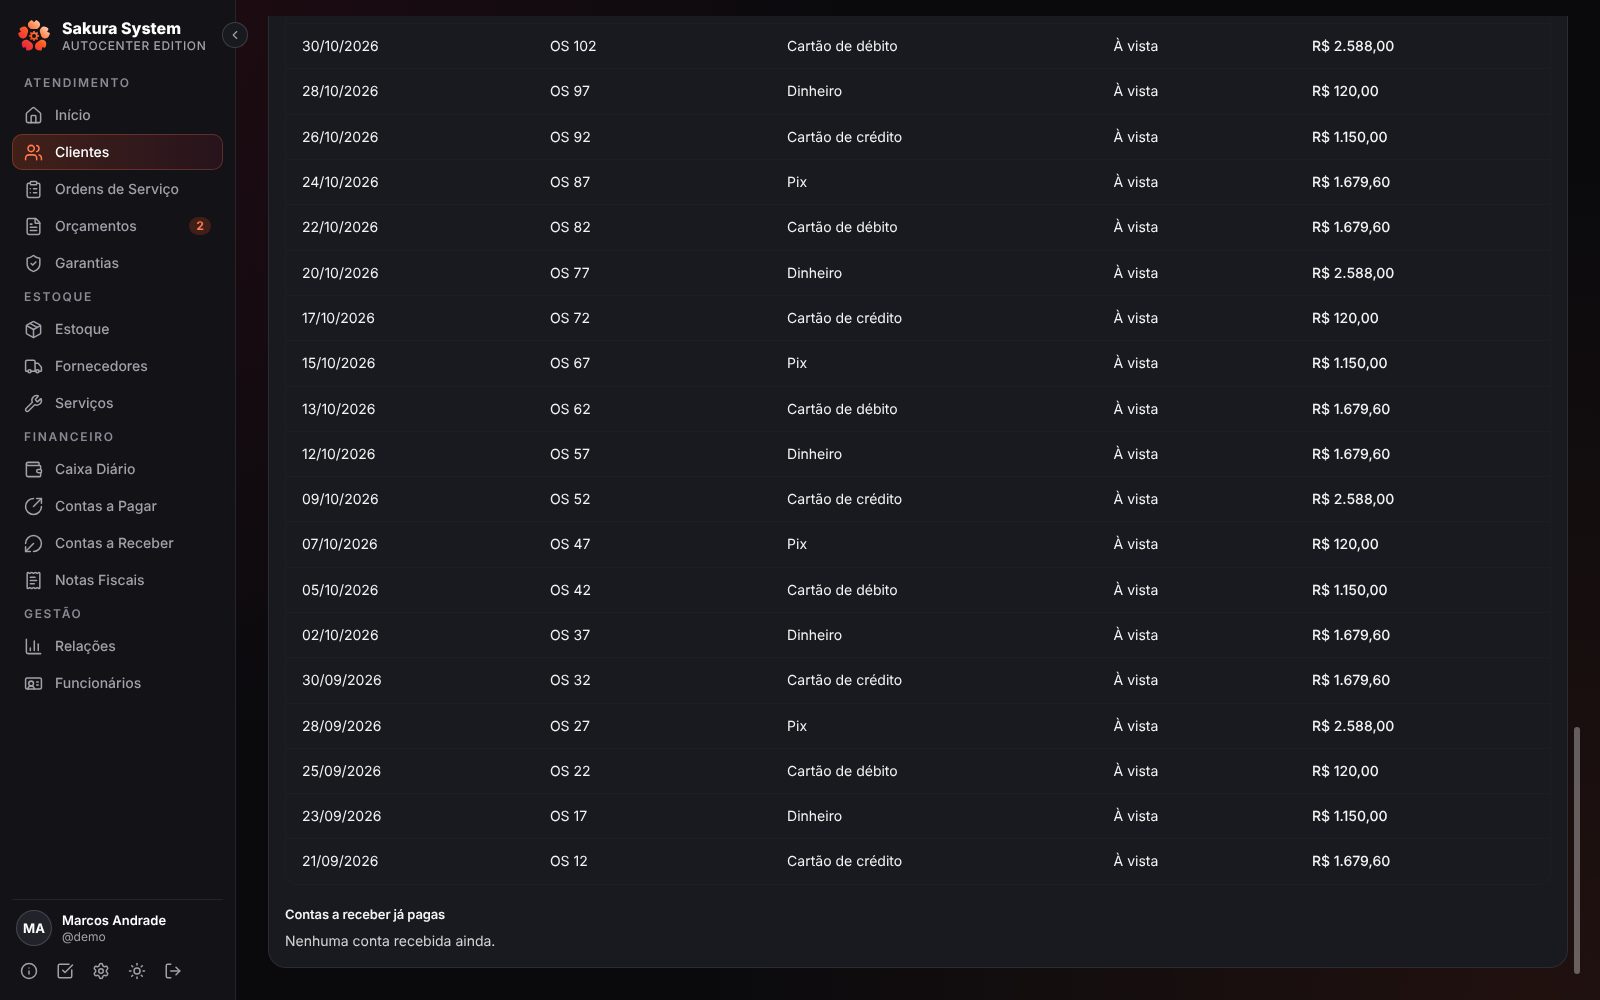 Sakura System
AUTOCENTER EDITION
ATENDIMENTO
Início
Clientes
Ordens de Serviço
Orçamentos 2
Garantias
ESTOQUE
Estoque
Fornecedores
Serviços
FINANCEIRO
Caixa Diário
Contas a Pagar
Contas a Receber
Notas Fiscais
GESTÃO
Relações
Funcionários
MA
Marcos Andrade
@demo
30/10/2026 OS 102 Cartão de débito À vista R$ 2.588,00
28/10/2026 OS 97 Dinheiro À vista R$ 120,00
26/10/2026 OS 92 Cartão de crédito À vista R$ 1.150,00
24/10/2026 OS 87 Pix À vista R$ 1.679,60
22/10/2026 OS 82 Cartão de débito À vista R$ 1.679,60
20/10/2026 OS 77 Dinheiro À vista R$ 2.588,00
17/10/2026 OS 72 Cartão de crédito À vista R$ 120,00
15/10/2026 OS 67 Pix À vista R$ 1.150,00
13/10/2026 OS 62 Cartão de débito À vista R$ 1.679,60
12/10/2026 OS 57 Dinheiro À vista R$ 1.679,60
09/10/2026 OS 52 Cartão de crédito À vista R$ 2.588,00
07/10/2026 OS 47 Pix À vista R$ 120,00
05/10/2026 OS 42 Cartão de débito À vista R$ 1.150,00
02/10/2026 OS 37 Dinheiro À vista R$ 1.679,60
30/09/2026 OS 32 Cartão de crédito À vista R$ 1.679,60
28/09/2026 OS 27 Pix À vista R$ 2.588,00
25/09/2026 OS 22 Cartão de débito À vista R$ 120,00
23/09/2026 OS 17 Dinheiro À vista R$ 1.150,00
21/09/2026 OS 12 Cartão de crédito À vista R$ 1.679,60
Contas a receber já pagas
Nenhuma conta recebida ainda.